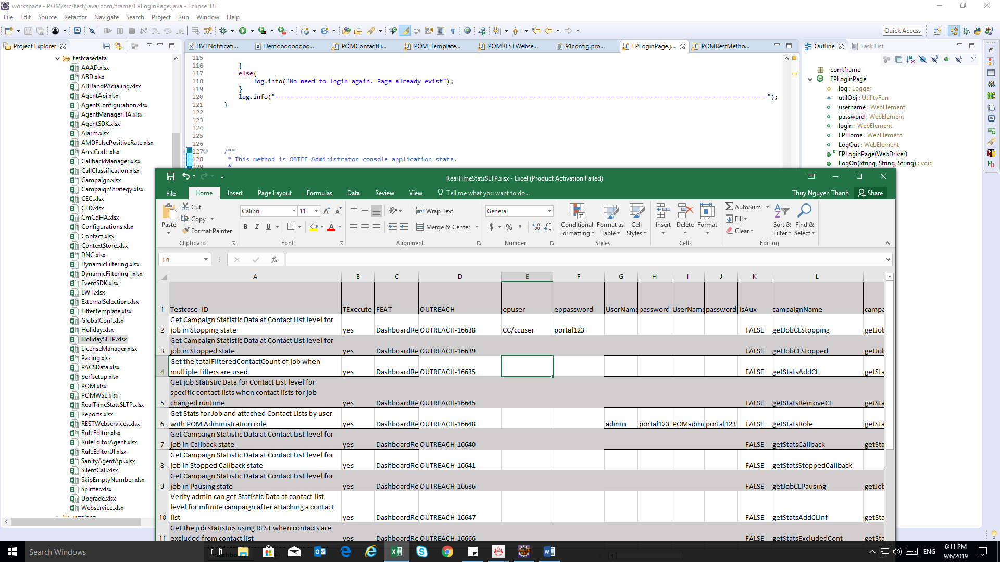 workspace - POM/src/test/java/com/frame/EPLoginPage.java - Eclipse IDE
File Edit Source Refactor Navigate Search Project Run Window Help
Quick Access
Project Explorer
BVTNotificati...
Demooooooooo...
POMContactLi...
POM_Template...
POMRESTWebse...
91config.pro...
EPLoginPage.j...
POMRestMetho...
Outline
Task List
testcasedata
AAAD.xlsx
ABD.xlsx
ABDandPAdialing.xlsx
AgentApi.xlsx
AgentConfiguration.xlsx
AgentManagerHA.xlsx
AgentSDK.xlsx
Alarm.xlsx
AMDFalsePositiveRate.xlsx
AreaCode.xlsx
CallbackManager.xlsx
CallClassification.xlsx
Campaign.xlsx
CampaignStrategy.xlsx
CEC.xlsx
CFD.xlsx
CmCdHA.xlsx
Configurations.xlsx
Contact.xlsx
ContextStore.xlsx
DNC.xlsx
DynamicFiltering.xlsx
DynamicFiltering1.xlsx
EventSDK.xlsx
EWT.xlsx
ExternalSelection.xlsx
FilterTemplate.xlsx
GlobalConf.xlsx
Holiday.xlsx
HolidaySLTP.xlsx
LicenseManager.xlsx
Pacing.xlsx
PACSData.xlsx
perfsetup.xlsx
POM.xlsx
POMWSE.xlsx
RealTimeStatsSLTP.xlsx
Reports.xlsx
RESTWebservices.xlsx
RuleEditor.xlsx
RuleEditorAgent.xlsx
RuleEditorUI.xlsx
SanityAgentApi.xlsx
SilentCall.xlsx
SkipEmptyNumber.xlsx
Splitter.xlsx
Upgrade.xlsx
Webservice.xlsx
115
116 }
117 else{
118 log.info("No need to login again. Page already exist");
119 }
120 log.info("---------------------------------------------------------------------------------------------------------------------------------------");
121 }
122
123
124
125
126
127 /**
128 * This method is OBIEE Administrator console application state.
129 *
com.frame
EPLoginPage
log : Logger
utilObj : UtilityFun
username : WebElement
password : WebElement
login : WebElement
EPHome : WebElement
LogOut : WebElement
EPLoginPage(WebDriver)
LogOn(String, String, String) : void
RealTimeStatsSLTP.xlsx - Excel (Product Activation Failed)
File Home Insert Page Layout Formulas Data Review View Tell me what you want to do... Thuy Nguyen Thanh Share
Paste
Cut
Copy
Format Painter
Calibri 11
B I U
Wrap Text
Merge & Center
General
$ % ,
Conditional Formatting
Format as Table
Cell Styles
Insert
Delete
Format
AutoSum
Fill
Clear
Sort & Filter
Find & Select
Clipboard Font Alignment Number Styles Cells Editing
E4 fx
A B C D E F G H I J K L
1 Testcase_ID TExecute FEAT OUTREACH epuser eppassword UserName password UserName password IsAux campaignName campa
Get Campaign Statistic Data at Contact List level for
2 job in Stopping state yes DashboardRe OUTREACH-16638 CC/ccuser portal123 FALSE getJobCLStopping getJob
Get Campaign Statistic Data at Contact List level for
3 job in Stopped state yes DashboardRe OUTREACH-16639 FALSE getJobCLStopped getJob
Get the totalFilteredContactCount of job when
4 multiple filters are used yes DashboardRe OUTREACH-16635 FALSE getStatsAddCL getSta
Get job Statistic Data for Contact List level for
specific contact lists when contact lists for job
5 changed runtime yes DashboardRe OUTREACH-16645 FALSE getStatsRemoveCL getSta
Get Stats for Job and attached Contact Lists by user
6 with POM Administration role yes DashboardRe OUTREACH-16648 admin portal123 POMadmi portal123 FALSE getStatsRole getSta
Get Campaign Statistic Data at Contact List level for
7 job in Callback state yes DashboardRe OUTREACH-16640 FALSE getStatsCallback getSta
Get Campaign Statistic Data at Contact List level for
8 job in Stopped Callback state yes DashboardRe OUTREACH-16641 FALSE getStatsStoppedCallback
Get Campaign Statistic Data at Contact List level for
9 job in Pausing state yes DashboardRe OUTREACH-16636 FALSE getJobCLPausing getJob
Verify admin can get Statistic Data at contact list
level for infinite campaign after attaching a contact
10 list yes DashboardRe OUTREACH-16647 FALSE getStatsAddCLInf getSta
Get the job statistics using REST when contacts are
11 excluded from contact list yes DashboardRe OUTREACH-16666 FALSE getStatsExcludedCont getSta
Search Windows
ENG
6:11 PM
9/6/2019